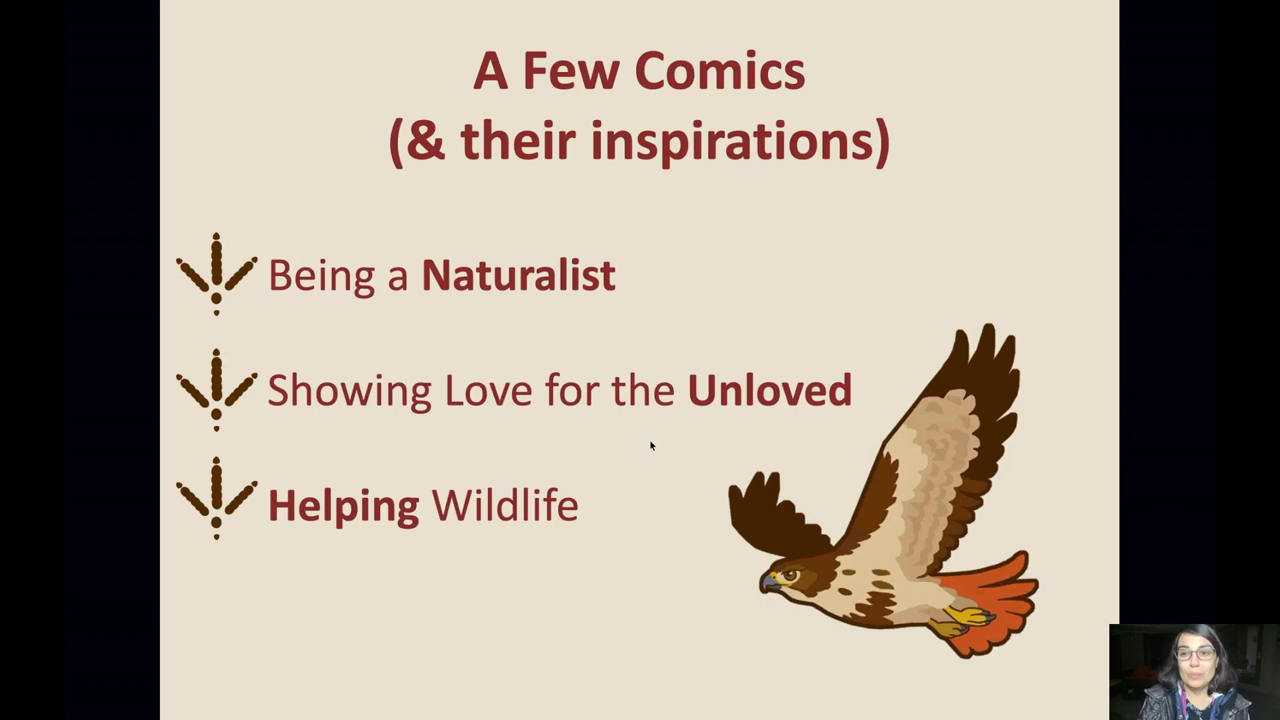 A Few Comics
(& their inspirations)
Being a Naturalist
Showing Love for the Unloved
Helping Wildlife